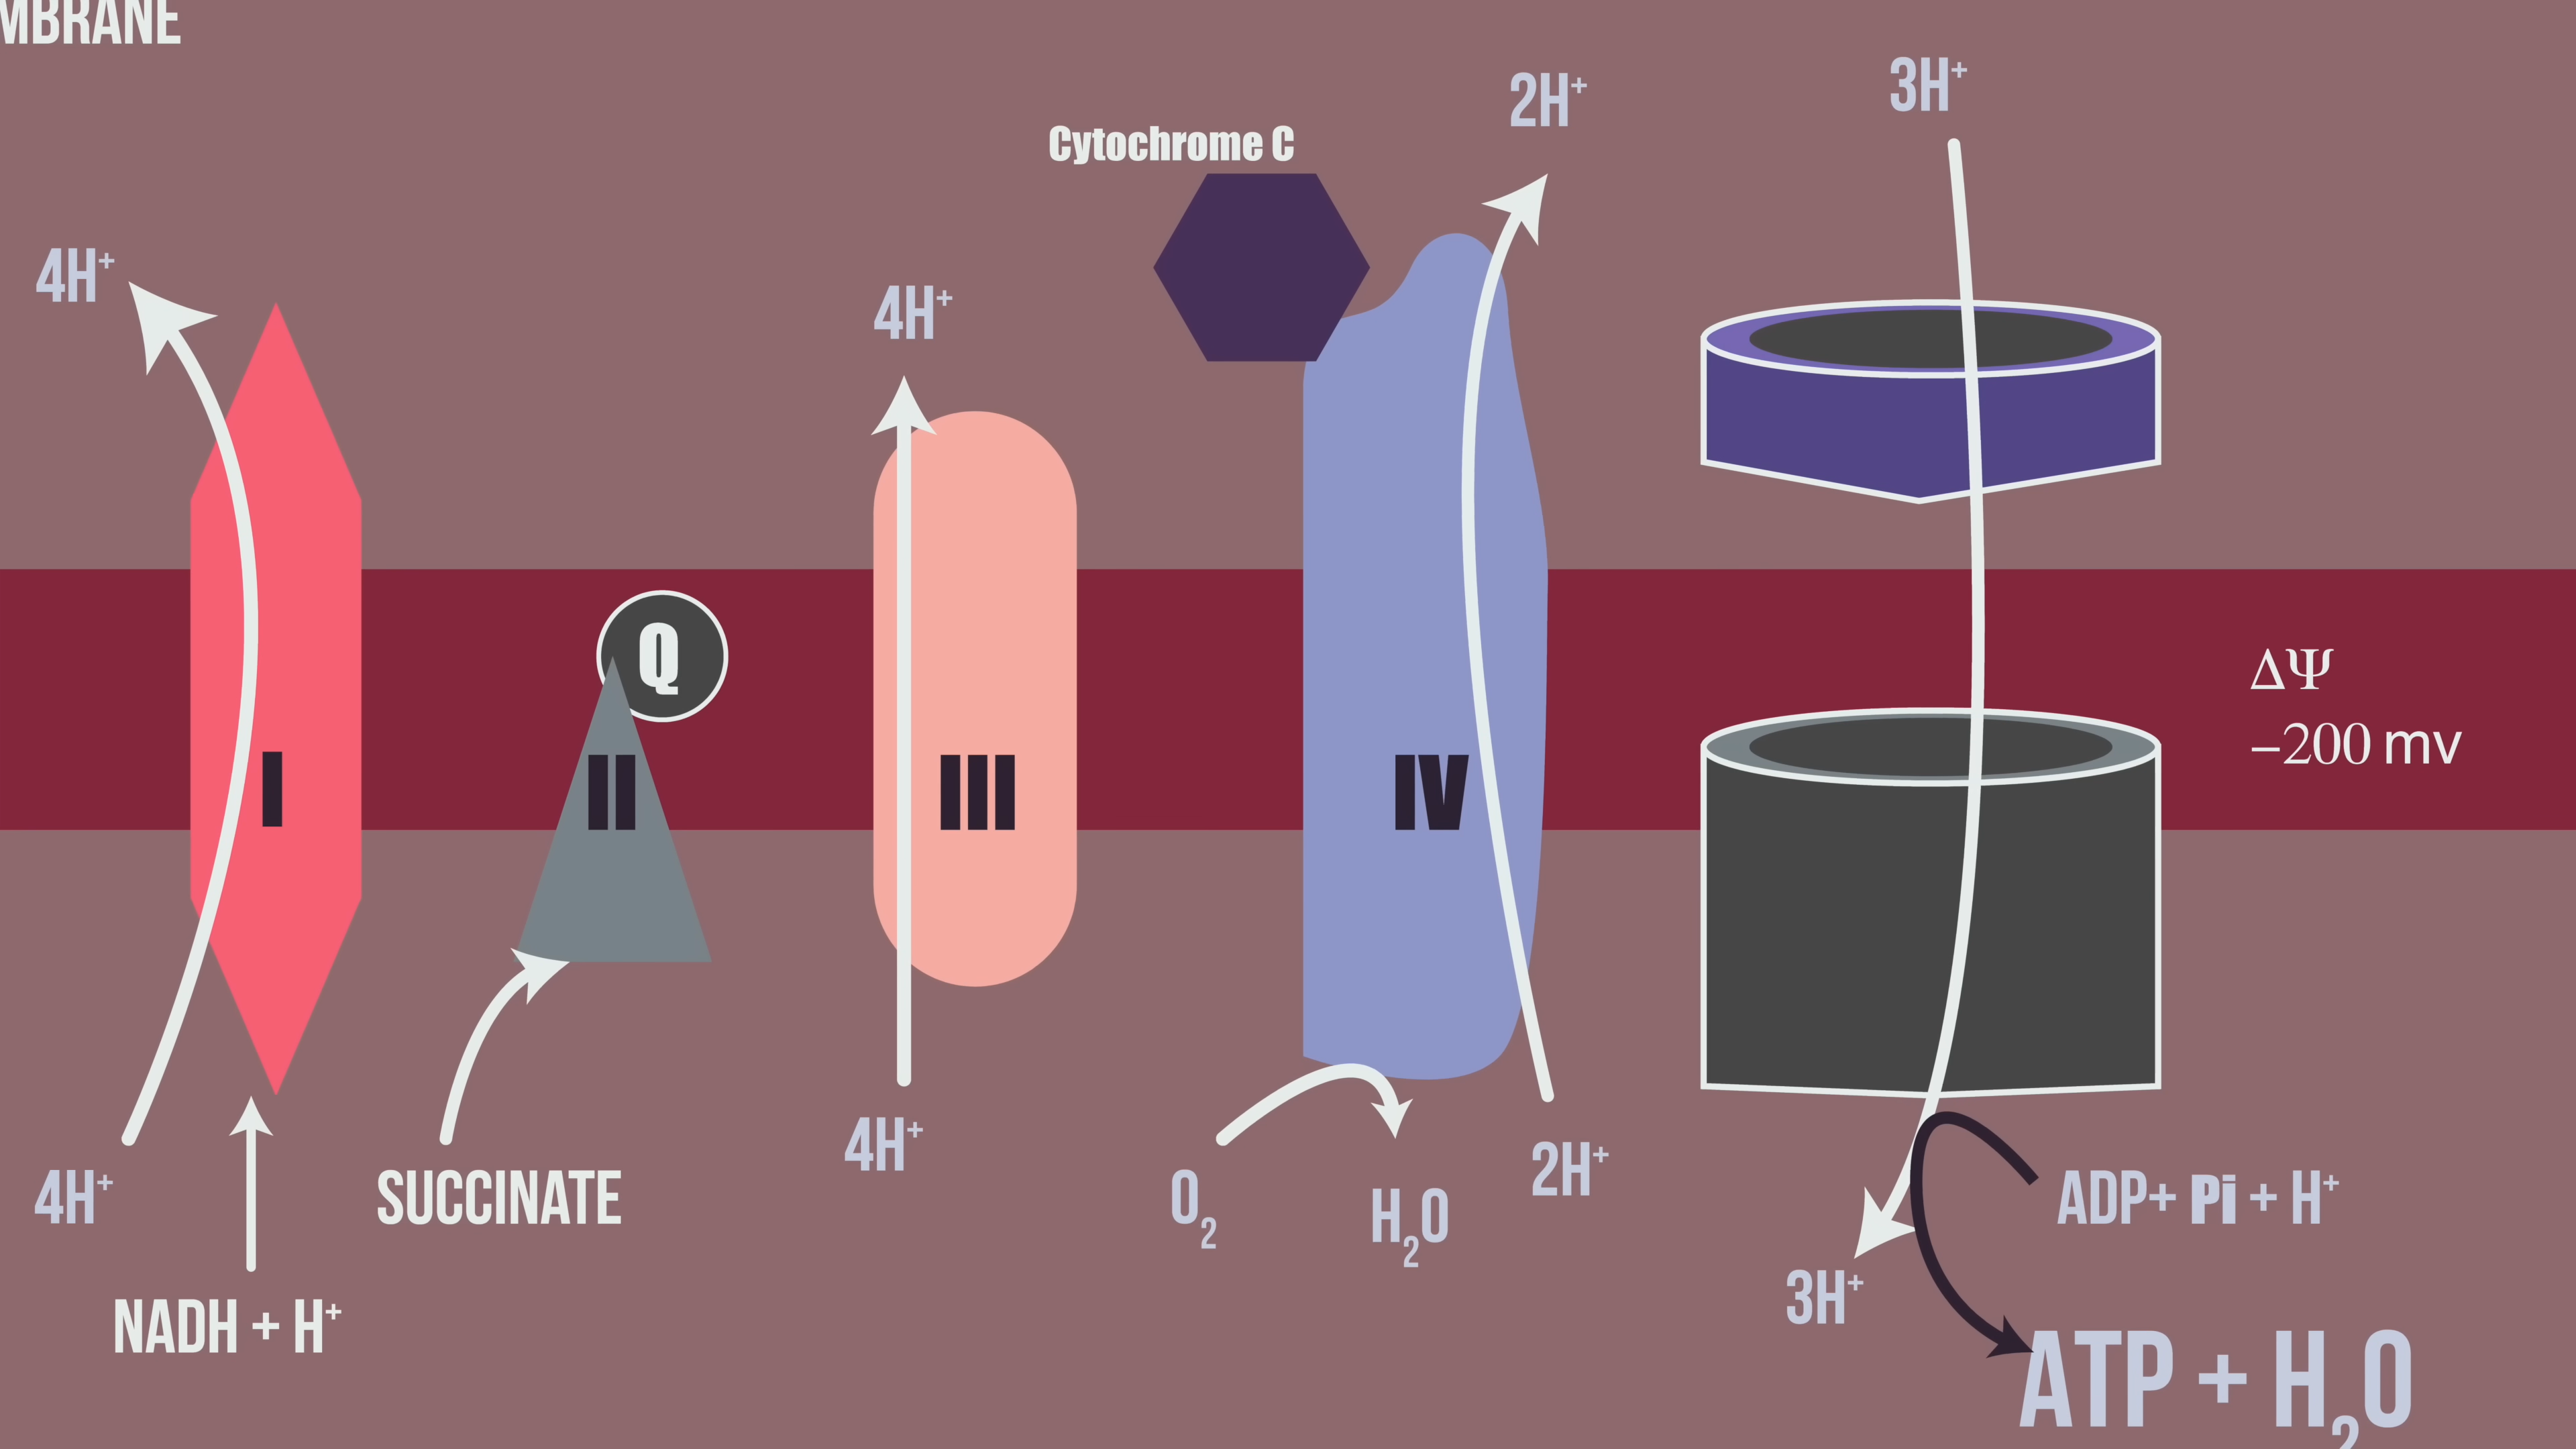 MBRANE
3H⁺
2H⁺
Cytochrome C
4H⁺
4H⁺
Q
ΔΨ
–200 mv
I
II
III
IV
4H⁺
2H⁺
4H⁺
SUCCINATE
O₂
H₂O
ADP+ Pi + H⁺
3H⁺
NADH + H⁺
ATP + H₂O